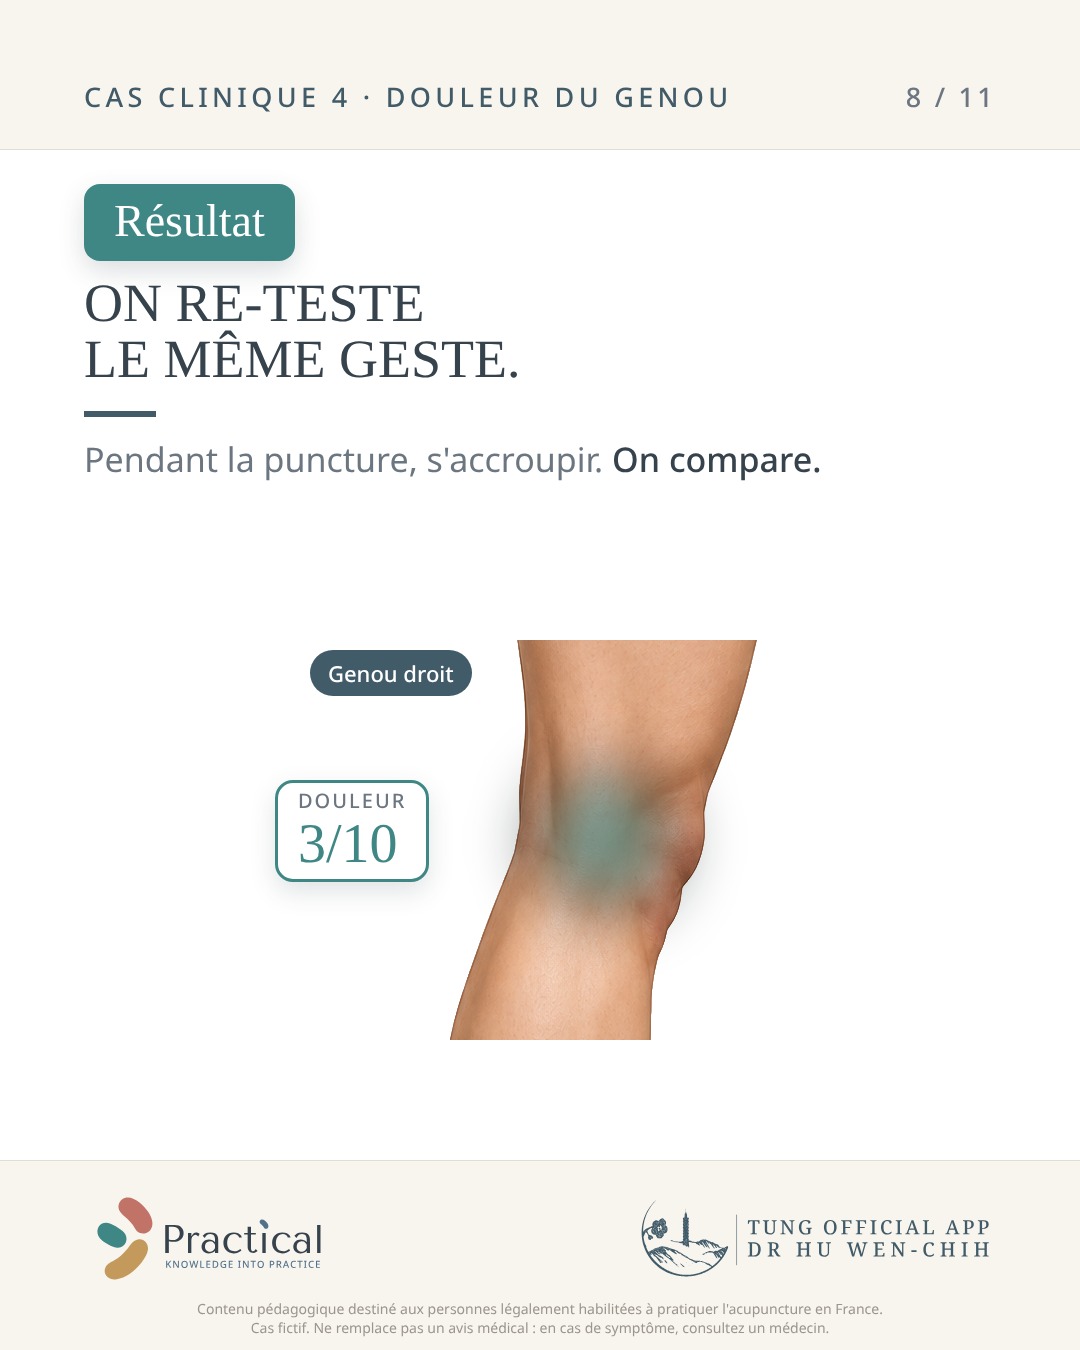 CAS CLINIQUE 4 · DOULEUR DU GENOU
8 / 11
Résultat
ON RE-TESTE
LE MÊME GESTE.
Pendant la puncture, s'accroupir. On compare.
Genou droit
DOULEUR
3/10
Practical
KNOWLEDGE INTO PRACTICE
TUNG OFFICIAL APP
DR HU WEN-CHIH
Contenu pédagogique destiné aux personnes légalement habilitées à pratiquer l'acupuncture en France.
Cas fictif. Ne remplace pas un avis médical : en cas de symptôme, consultez un médecin.